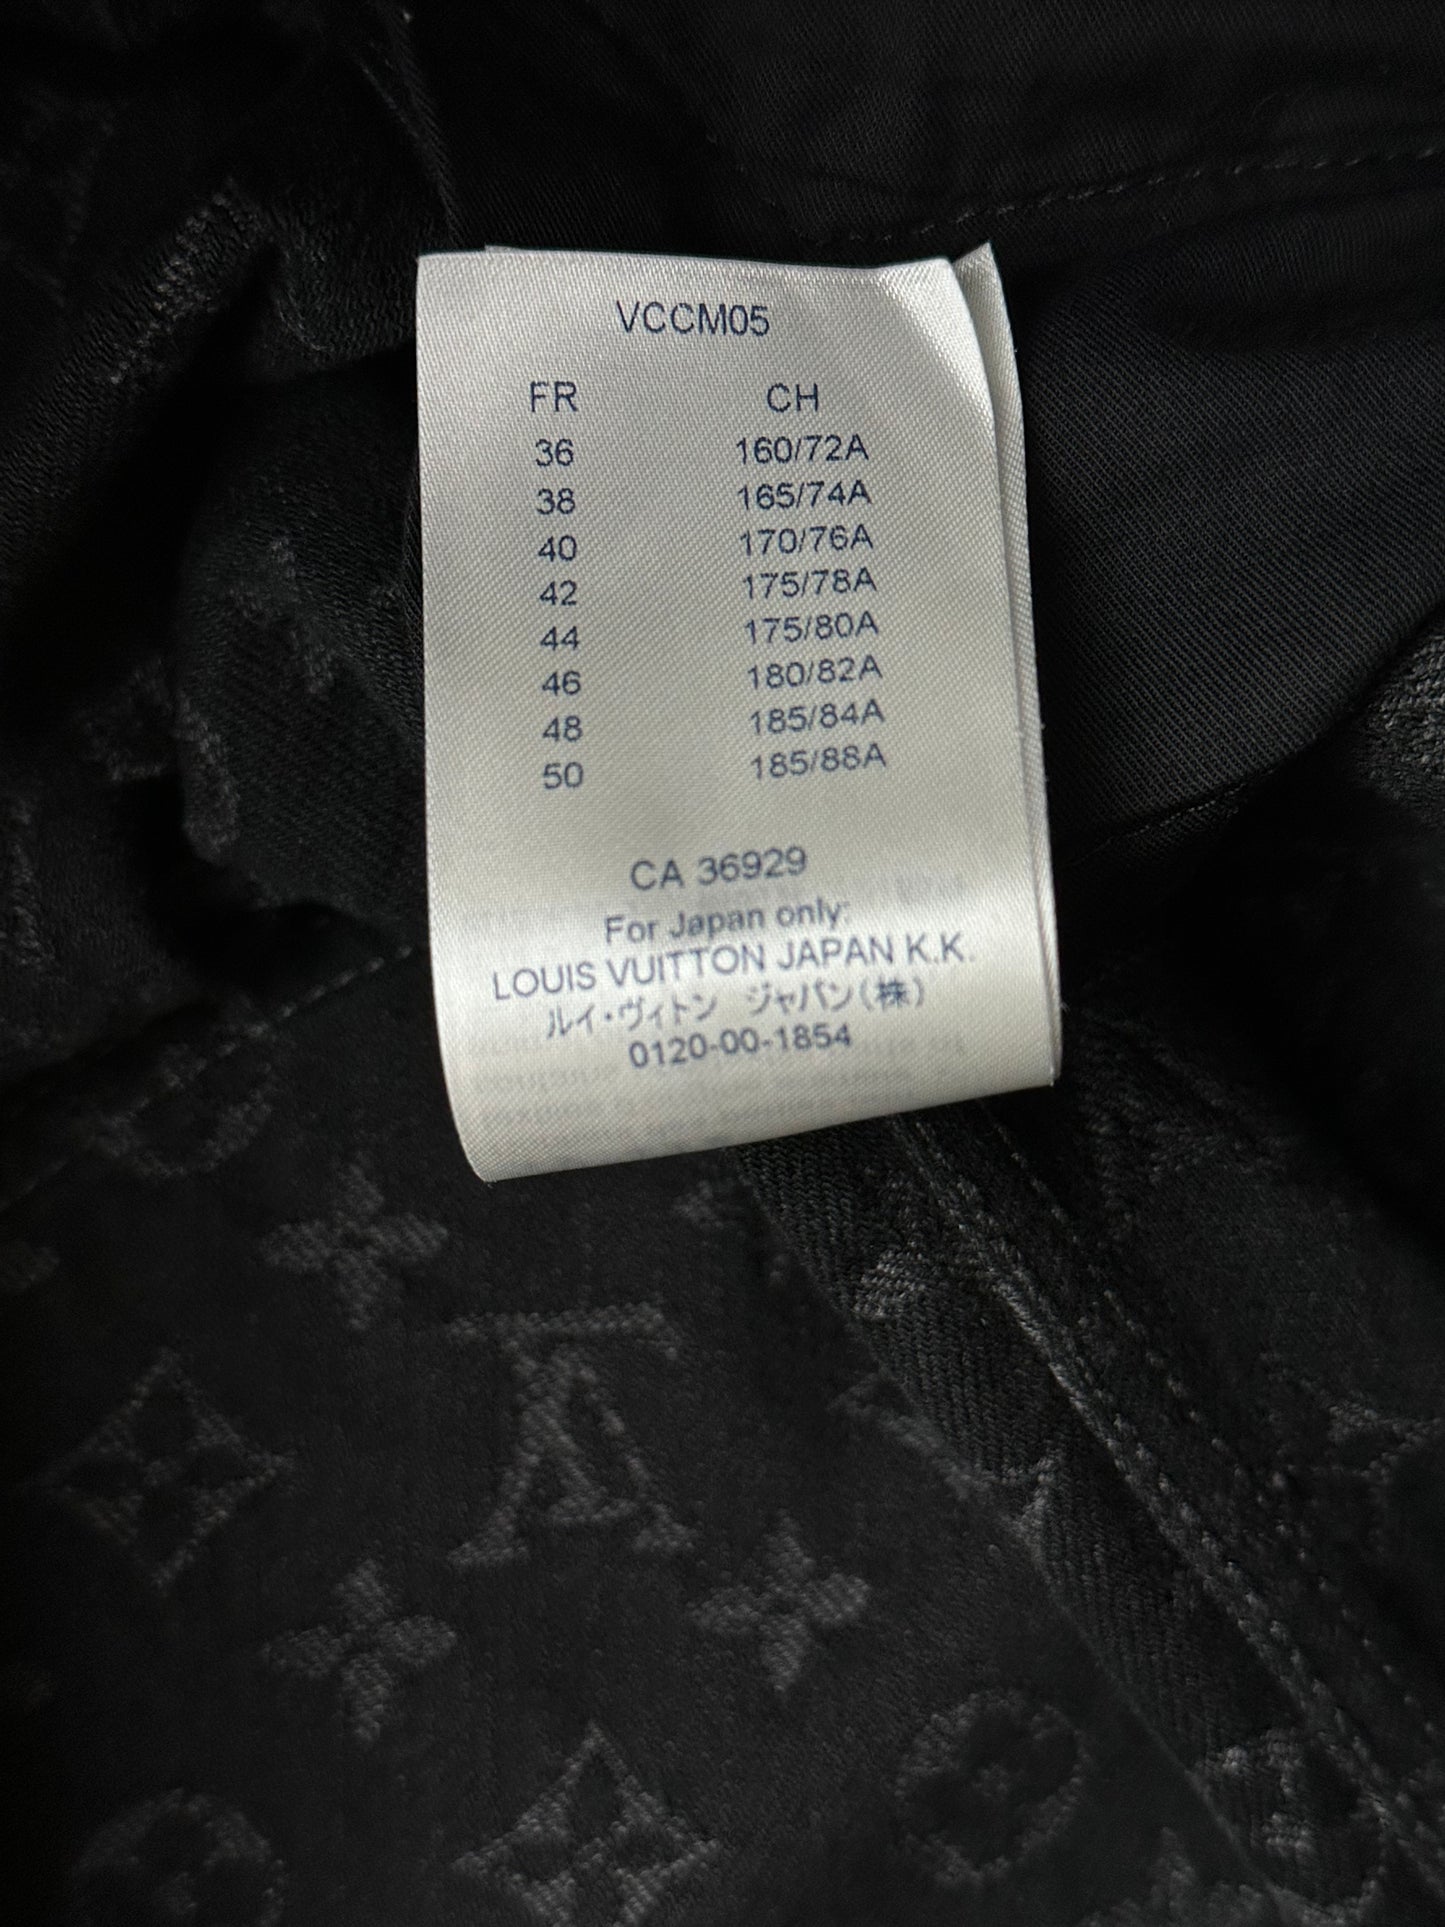 VCCM05
FR CH
36 160/72A
38 165/74A
40 170/76A
42 175/78A
44 175/80A
46 180/82A
48 185/84A
50 185/88A
CA 36929
For Japan only:
LOUIS VUITTON JAPAN K.K.
ルイ・ヴィトン ジャパン(株)
0120-00-1854